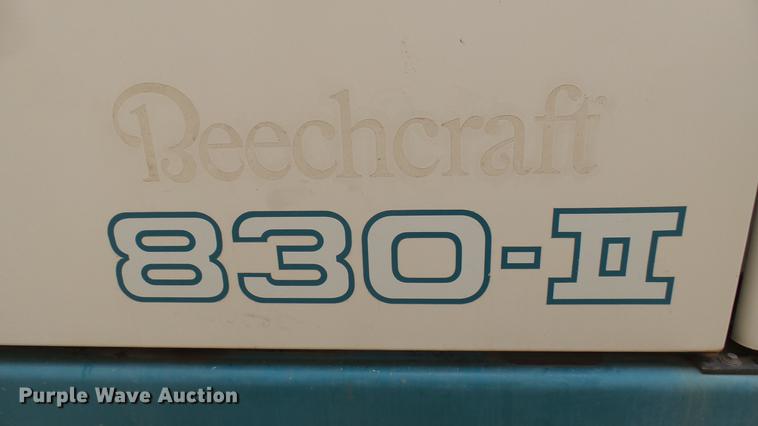 Beechcraft
830-II
Purple Wave Auction